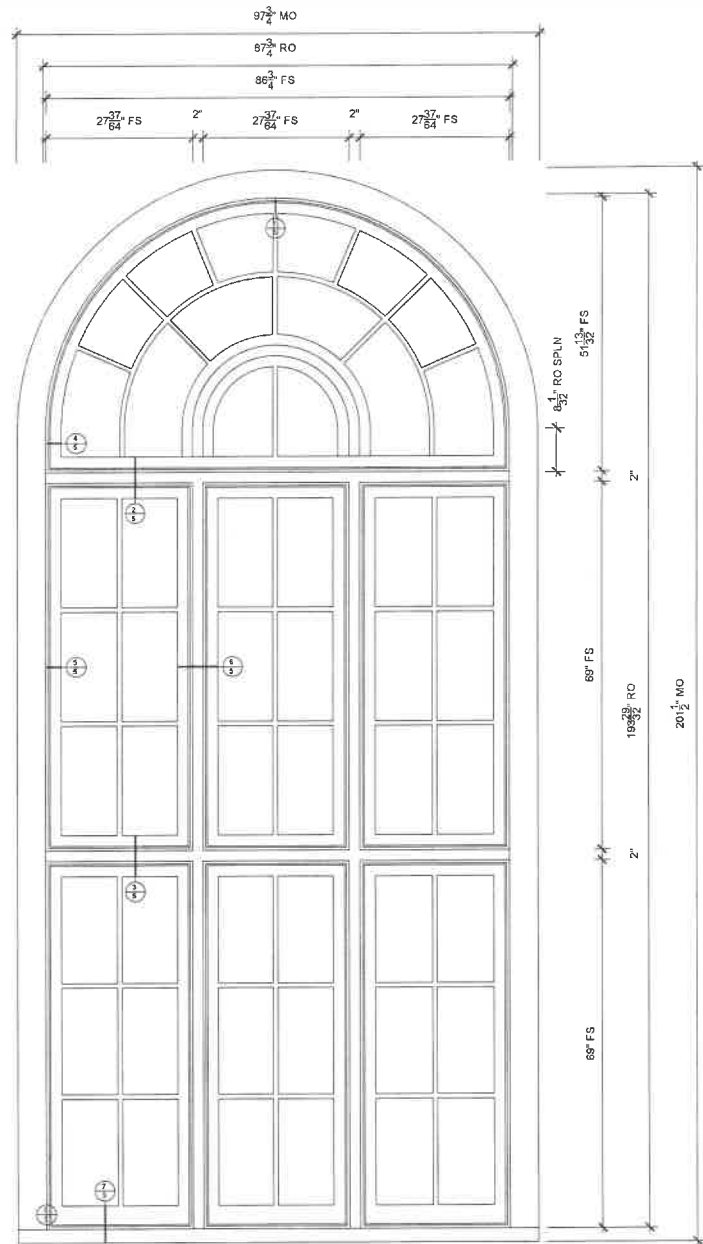 97 3/4" MO
87 3/4" RO
86 3/4" FS
27 37/64" FS 2" 27 37/64" FS 2" 27 37/64" FS
51 13/32" FS
8 1/32" RO SPLN
4/5
2"
2/5
69" FS
5/5
6/5
193 29/32" RO
201 1/2" MO
2"
3/5
69" FS
7/5